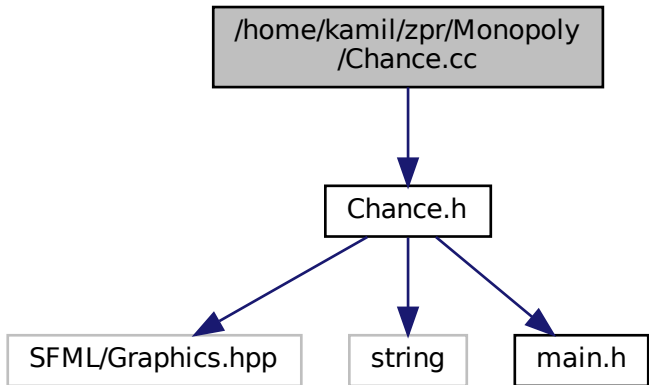 /home/kamil/zpr/Monopoly
/Chance.cc
Chance.h
SFML/Graphics.hpp
string
main.h